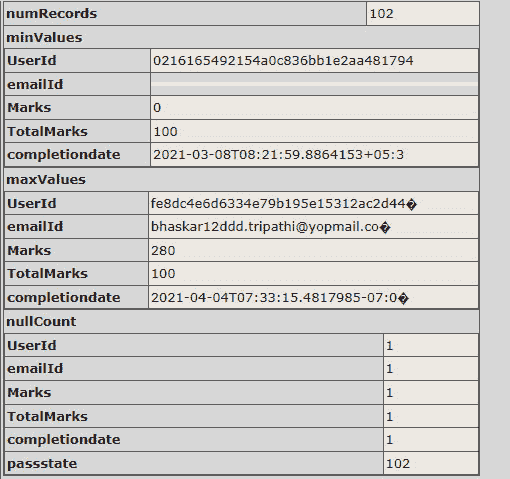 numRecords 102
minValues
UserId 0216165492154a0c836bb1e2aa481794
emailId
Marks 0
TotalMarks 100
completiondate 2021-03-08T08:21:59.8864153+05:3
maxValues
UserId fe8dc4e6d6334e79b195e15312ac2d44�
emailId bhaskar12ddd.tripathi@yopmail.co�
Marks 280
TotalMarks 100
completiondate 2021-04-04T07:33:15.4817985-07:0�
nullCount
UserId 1
emailId 1
Marks 1
TotalMarks 1
completiondate 1
passstate 102